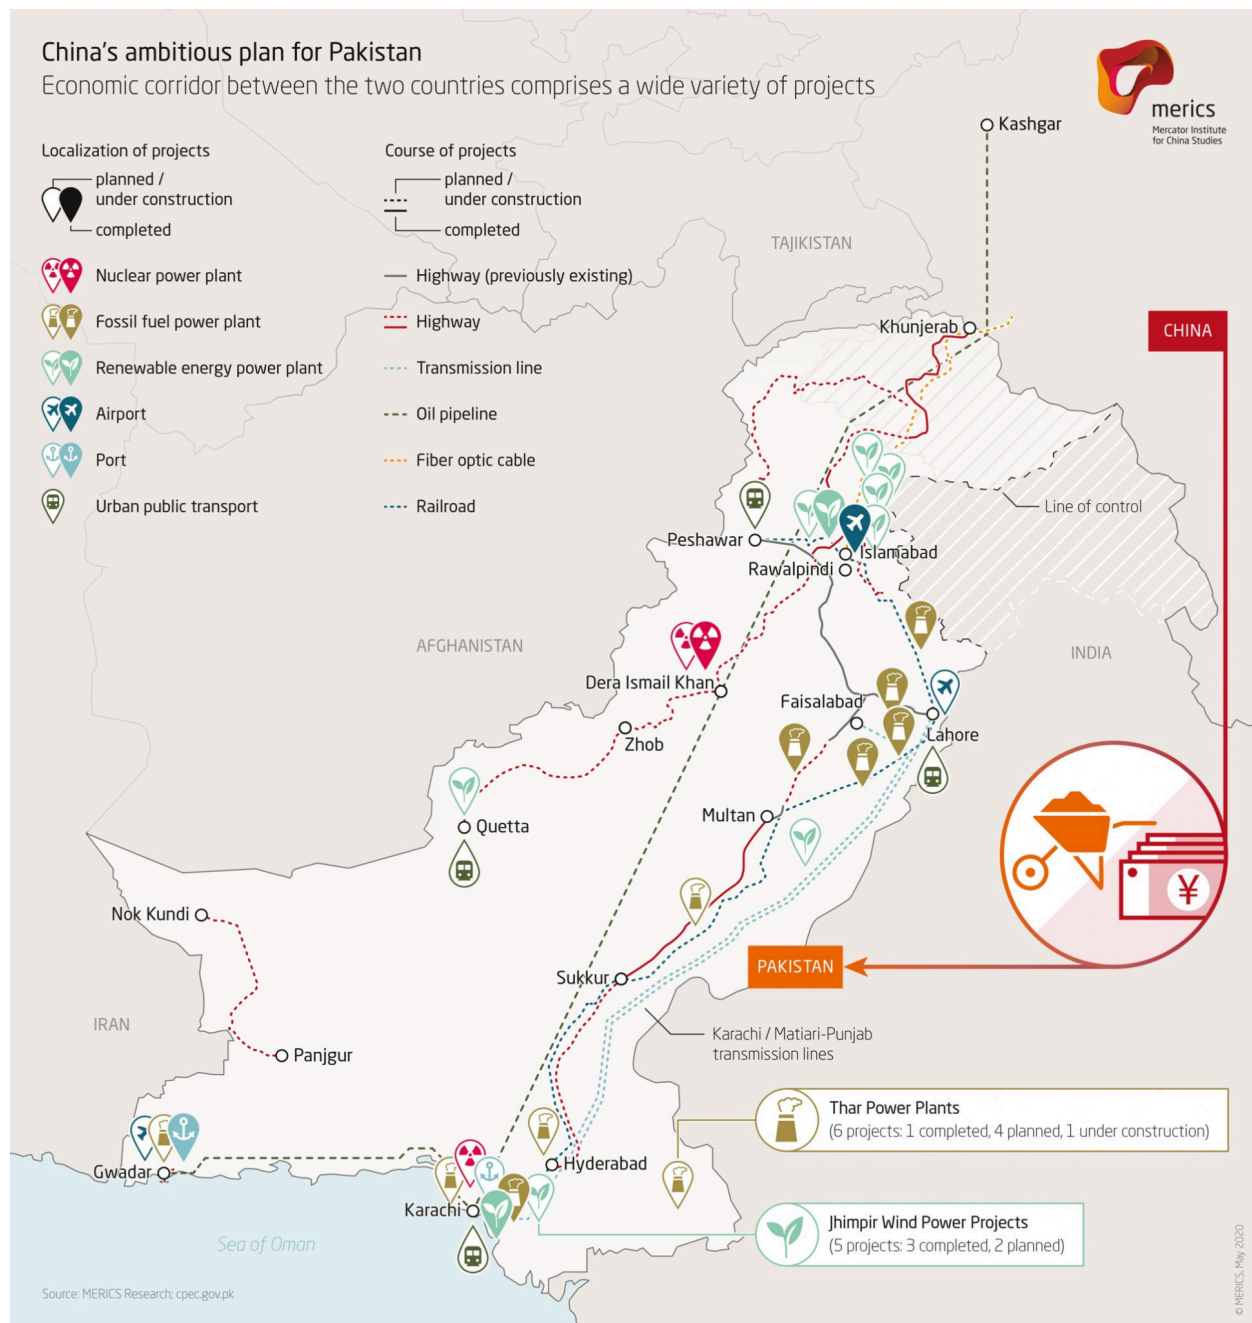 China's ambitious plan for Pakistan
Economic corridor between the two countries comprises a wide variety of projects
merics
Mercator Institute
for China Studies
Localization of projects
planned /
under construction
completed
Nuclear power plant
Fossil fuel power plant
Renewable energy power plant
Airport
Port
Urban public transport
Course of projects
planned /
under construction
completed
Highway (previously existing)
Highway
Transmission line
Oil pipeline
Fiber optic cable
Railroad
Kashgar
TAJIKISTAN
Khunjerab
CHINA
Line of control
Peshawar
Islamabad
Rawalpindi
AFGHANISTAN
INDIA
Dera Ismail Khan
Faisalabad
Zhob
Lahore
Multan
Quetta
¥
Nok Kundi
PAKISTAN
Sukkur
IRAN
Panjgur
Karachi / Matiari-Punjab
transmission lines
Thar Power Plants
(6 projects: 1 completed, 4 planned, 1 under construction)
Gwadar
Hyderabad
Karachi
Jhimpir Wind Power Projects
(5 projects: 3 completed, 2 planned)
Sea of Oman
Source: MERICS Research; cpec.gov.pk
© MERICS, May 2020